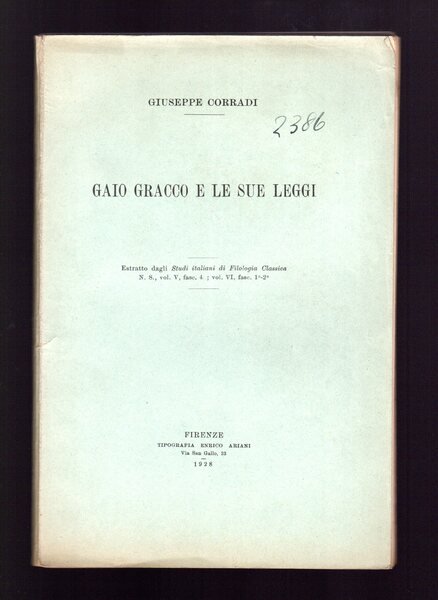 GIUSEPPE CORRADI
2386
GAIO GRACCO E LE SUE LEGGI
Estratto dagli Studi italiani di Filologia Classica
N. S., vol. V, fasc. 4 ; vol. VI, fasc. 1°-2°
FIRENZE
TIPOGRAFIA ENRICO ARIANI
Via San Gallo, 33
1928